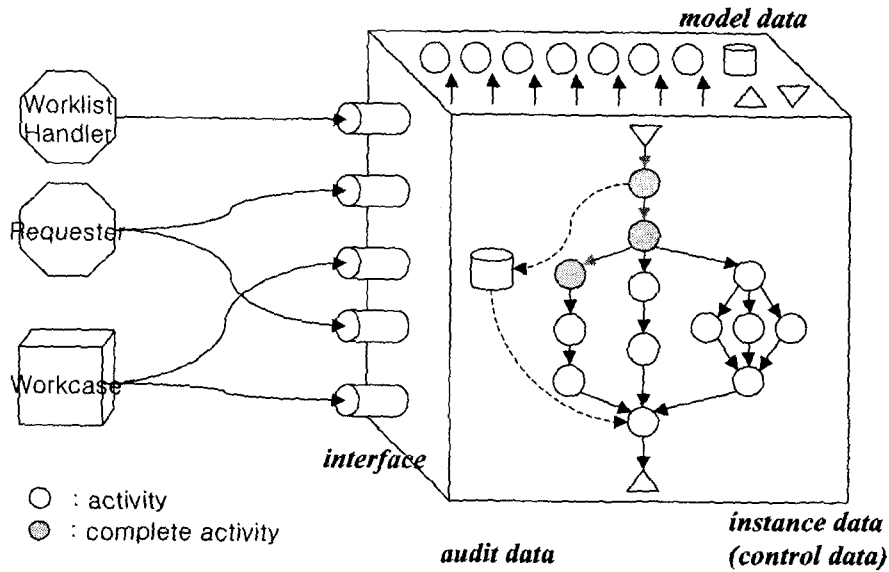 model data
Worklist
Handler
Requester
Workcase
interface
: activity
: complete activity
audit data
instance data
(control data)